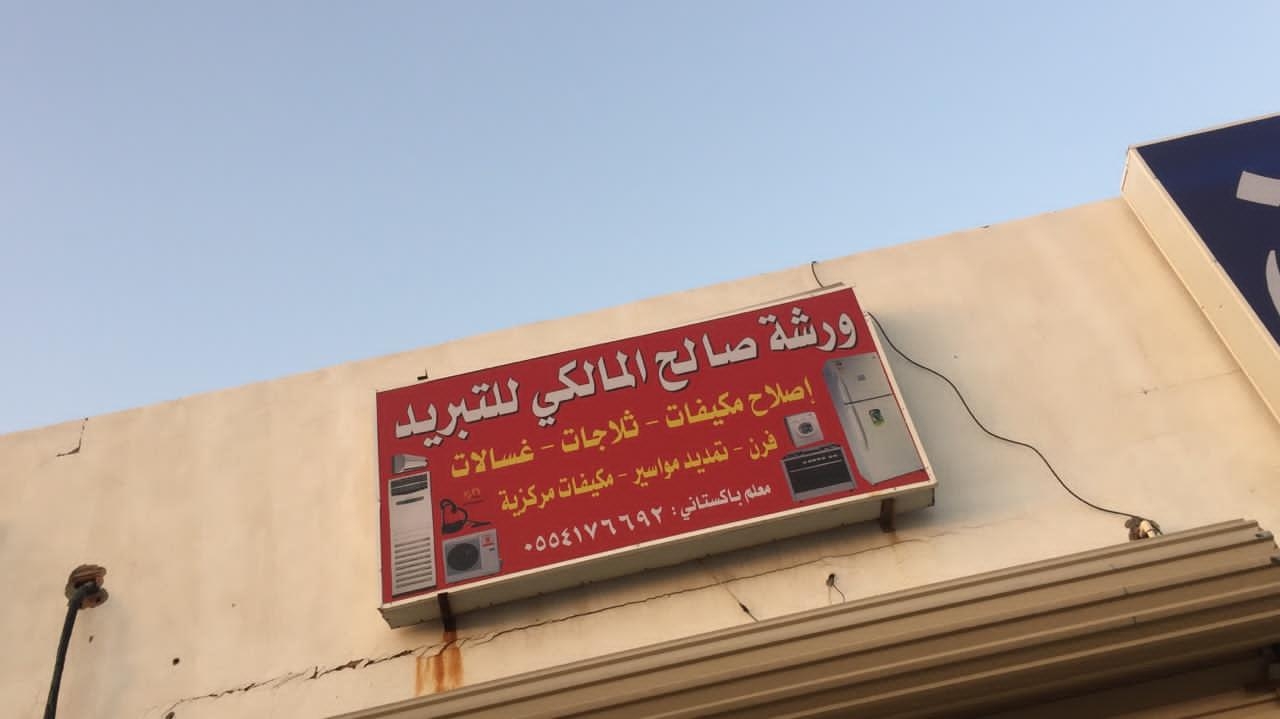 ورشة صالح المالكي للتبريد
إصلاح مكيفات - ثلاجات - غسالات
فرن - تمديد مواسير - مكيفات مركزية
معلم باكستاني : ٠٥٥٤١٧٦٦٩٢